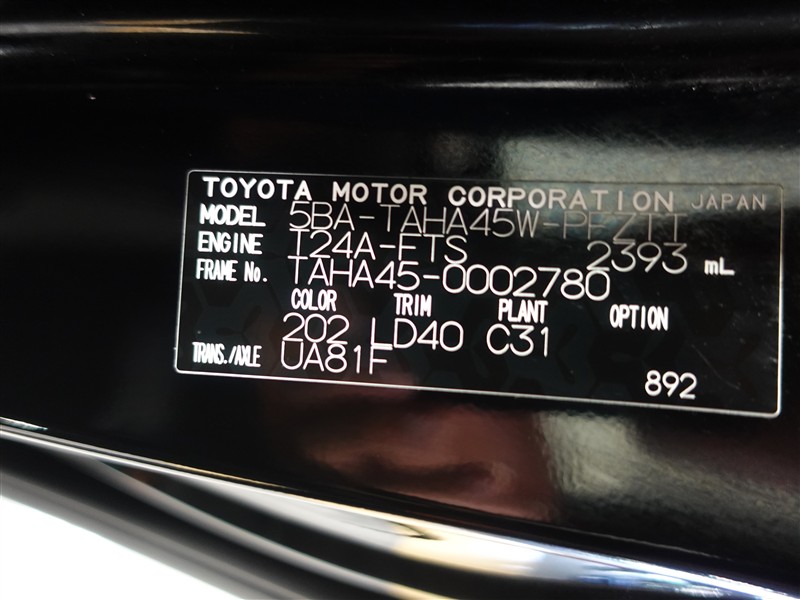 TOYOTA MOTOR CORPORATION JAPAN
MODEL 5BA-TAHA45W-PFZTT
ENGINE T24A-FTS 2393 mL
FRAME No. TAHA45-0002780
COLOR TRIM PLANT OPTION
202 LD40 C31
TRANS./AXLE UA81F
892